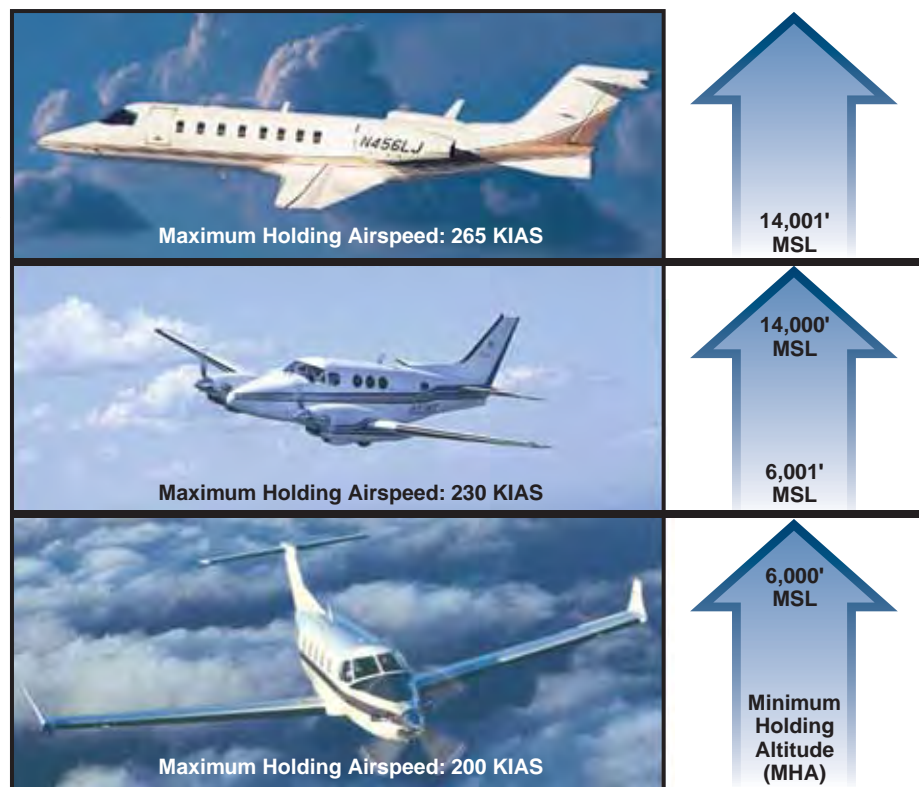 N456LJ
Maximum Holding Airspeed: 265 KIAS
14,001'
MSL
14,000'
MSL
Maximum Holding Airspeed: 230 KIAS
6,001'
MSL
6,000'
MSL
Maximum Holding Airspeed: 200 KIAS
Minimum
Holding
Altitude
(MHA)